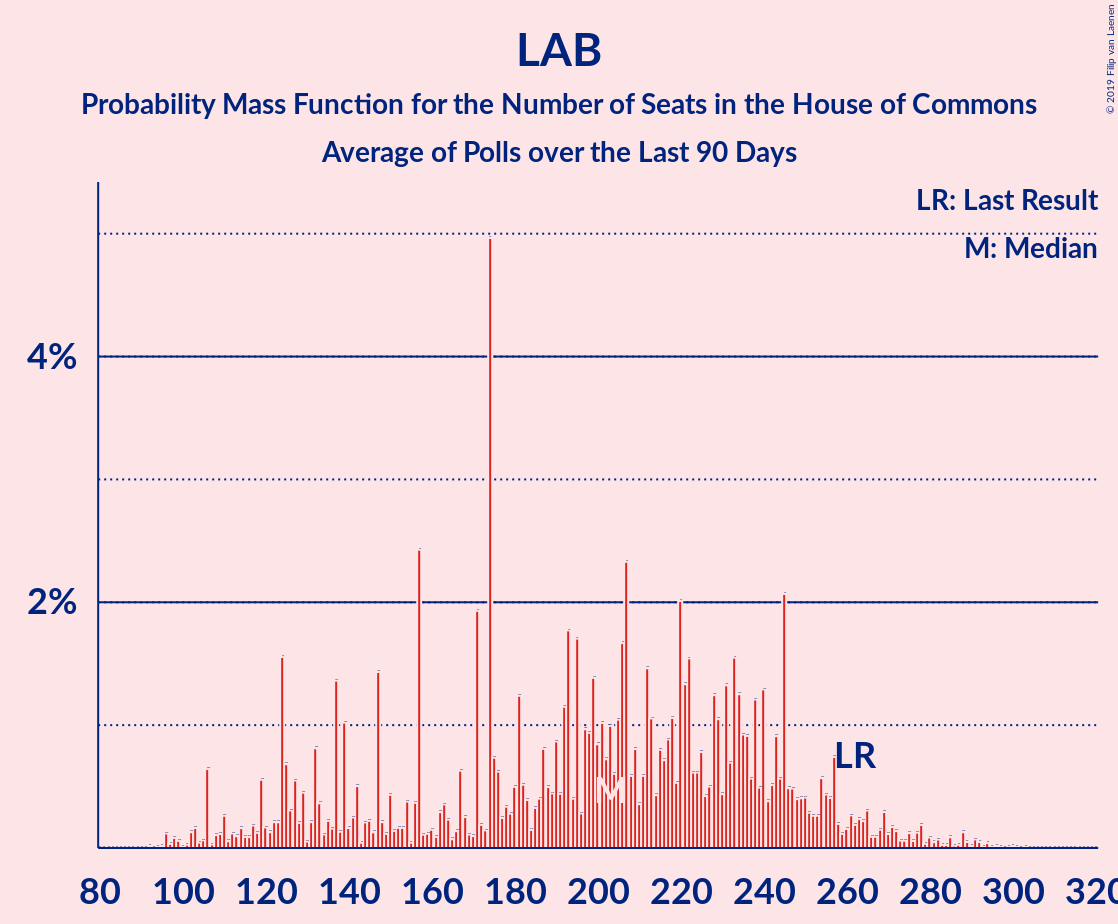 LAB
Probability Mass Function for the Number of Seats in the House of Commons
Average of Polls over the Last 90 Days
© 2019 Filip van Laenen
LR: Last Result
M: Median
4%
2%
LR
M
80 100 120 140 160 180 200 220 240 260 280 300 320